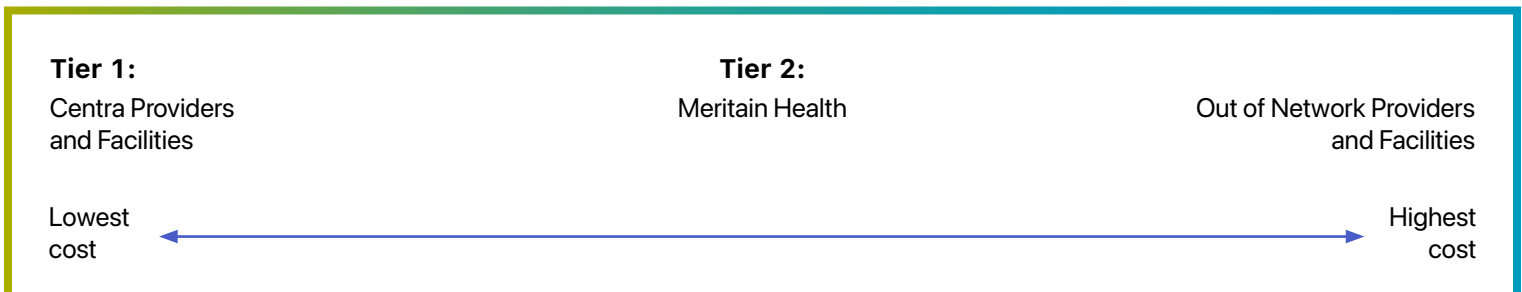 Tier 1:
Centra Providers
and Facilities
Tier 2:
Meritain Health
Out of Network Providers
and Facilities
Lowest
cost
Highest
cost